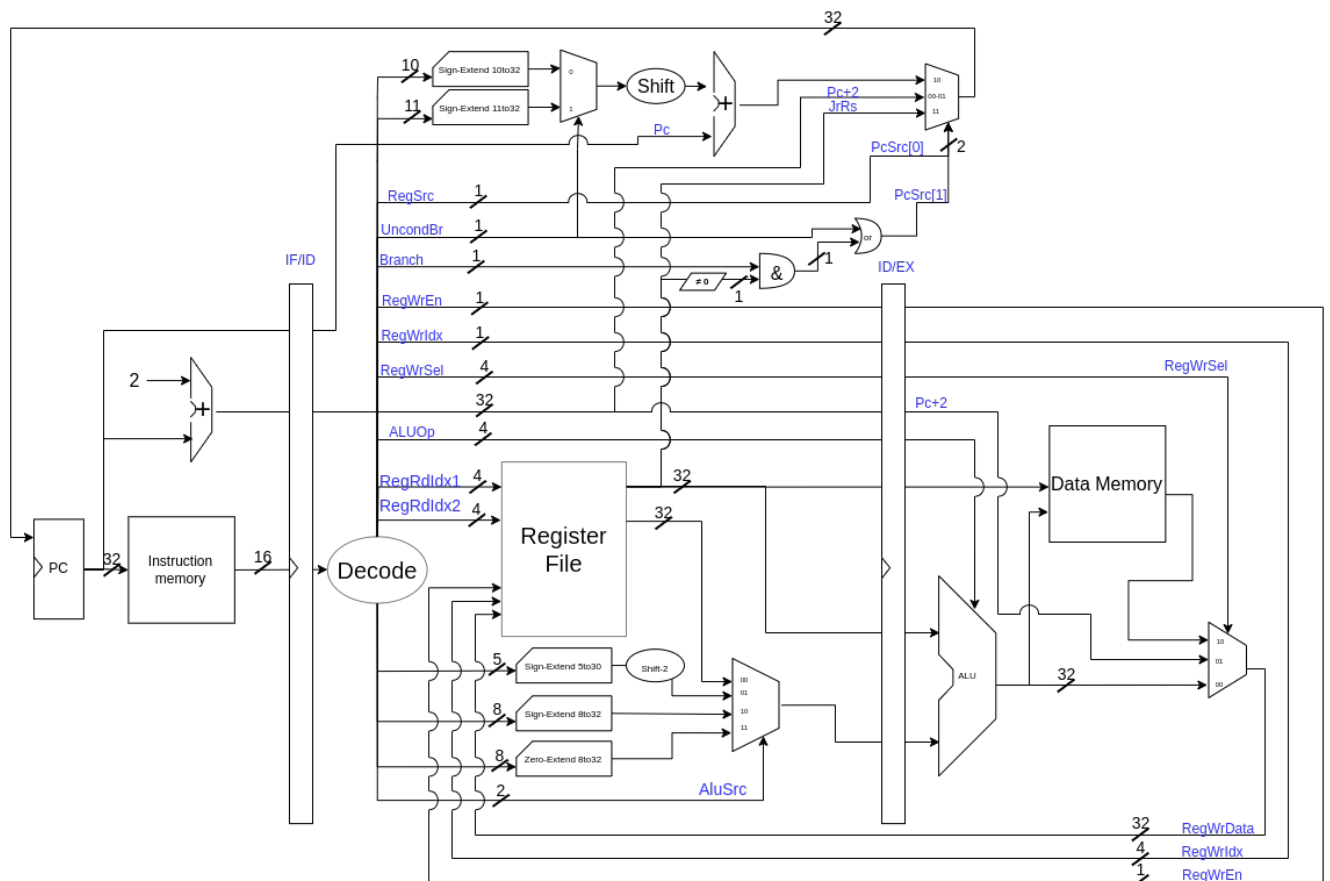 32
10
Sign-Extend 10to32
0
1
Shift
+
11
Sign-Extend 11to32
Pc
Pc+2
JrRs
10
00-01
11
PcSrc[0]
2
PcSrc[1]
RegSrc
1
UncondBr
1
or
Branch
1
&
1
≠ 0
1
IF/ID
ID/EX
RegWrEn
1
RegWrIdx
1
RegWrSel
4
RegWrSel
2
+
32
Pc+2
ALUOp
4
RegRdIdx1
4
32
RegRdIdx2
4
32
Data Memory
Register
File
PC
32
Instruction
memory
16
Decode
5
Sign-Extend 5to30
Shift-2
8
Sign-Extend 8to32
8
Zero-Extend 8to32
00
01
10
11
2
AluSrc
ALU
32
10
01
00
32
RegWrData
4
RegWrIdx
1
RegWrEn